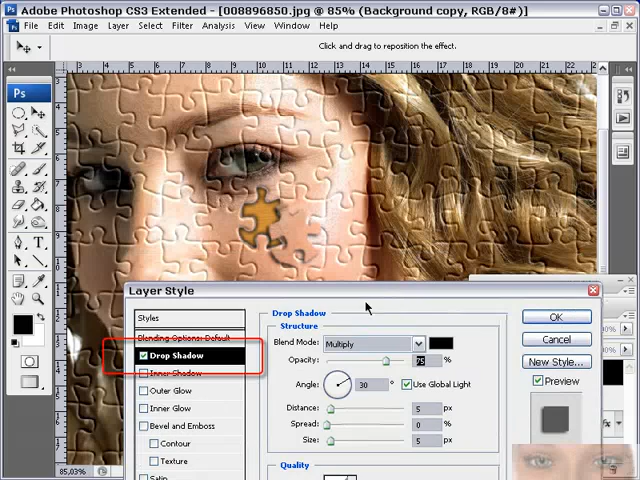 Ps Adobe Photoshop CS3 Extended - [008896850.jpg @ 85% (Background copy, RGB/8#)]
File Edit Image Layer Select Filter Analysis View Window Help
Click and drag to reposition the effect.
Ps
Layer Style
Styles
Blending Options: Default
Drop Shadow
Inner Shadow
Outer Glow
Inner Glow
Bevel and Emboss
Contour
Texture
Satin
Drop Shadow
Structure
Blend Mode: Multiply
Opacity: 75 %
Angle: 30 ° Use Global Light
Distance: 5 px
Spread: 0 %
Size: 5 px
Quality
OK
Cancel
New Style...
Preview
fx
85,03%